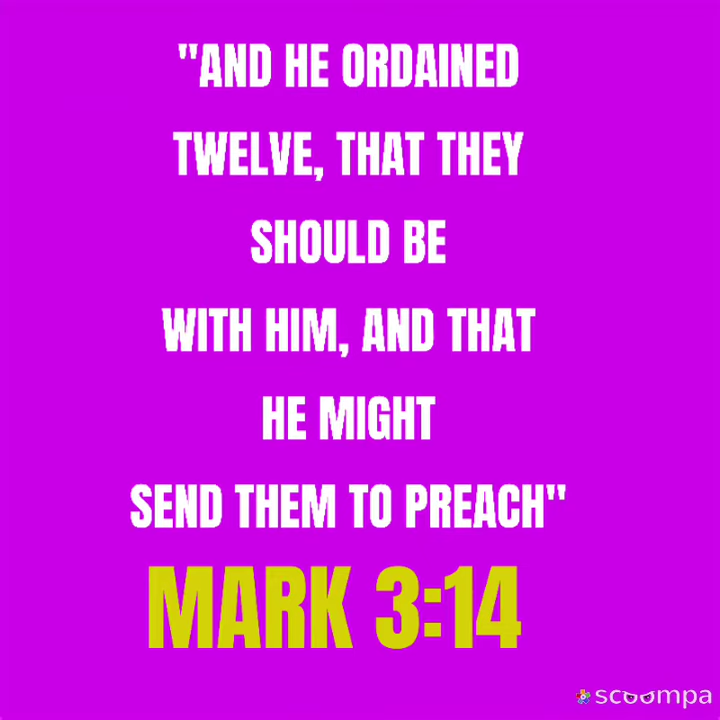 "AND HE ORDAINED
TWELVE, THAT THEY
SHOULD BE
WITH HIM, AND THAT
HE MIGHT
SEND THEM TO PREACH"
MARK 3:14
scoompa